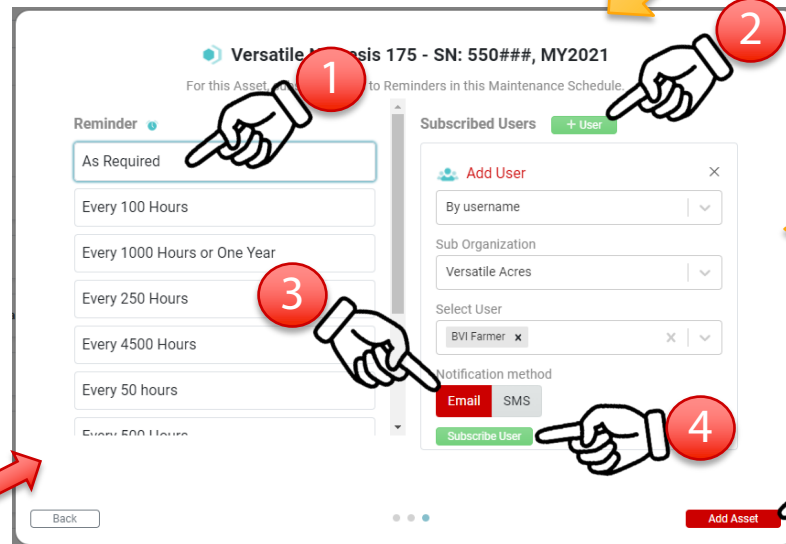 2
Versatile 175 - SN: 550###, MY2021
1
For this Asset, to Reminders in this Maintenance Schedule.
Reminder
As Required
Every 100 Hours
Every 1000 Hours or One Year
Every 250 Hours
Every 4500 Hours
Every 50 hours
Every 500 Hours
3
Subscribed Users + User
Add User ×
By username
Sub Organization
Versatile Acres
Select User
BVI Farmer x
Notification method
Email SMS
Subscribe User
4
Back
Add Asset